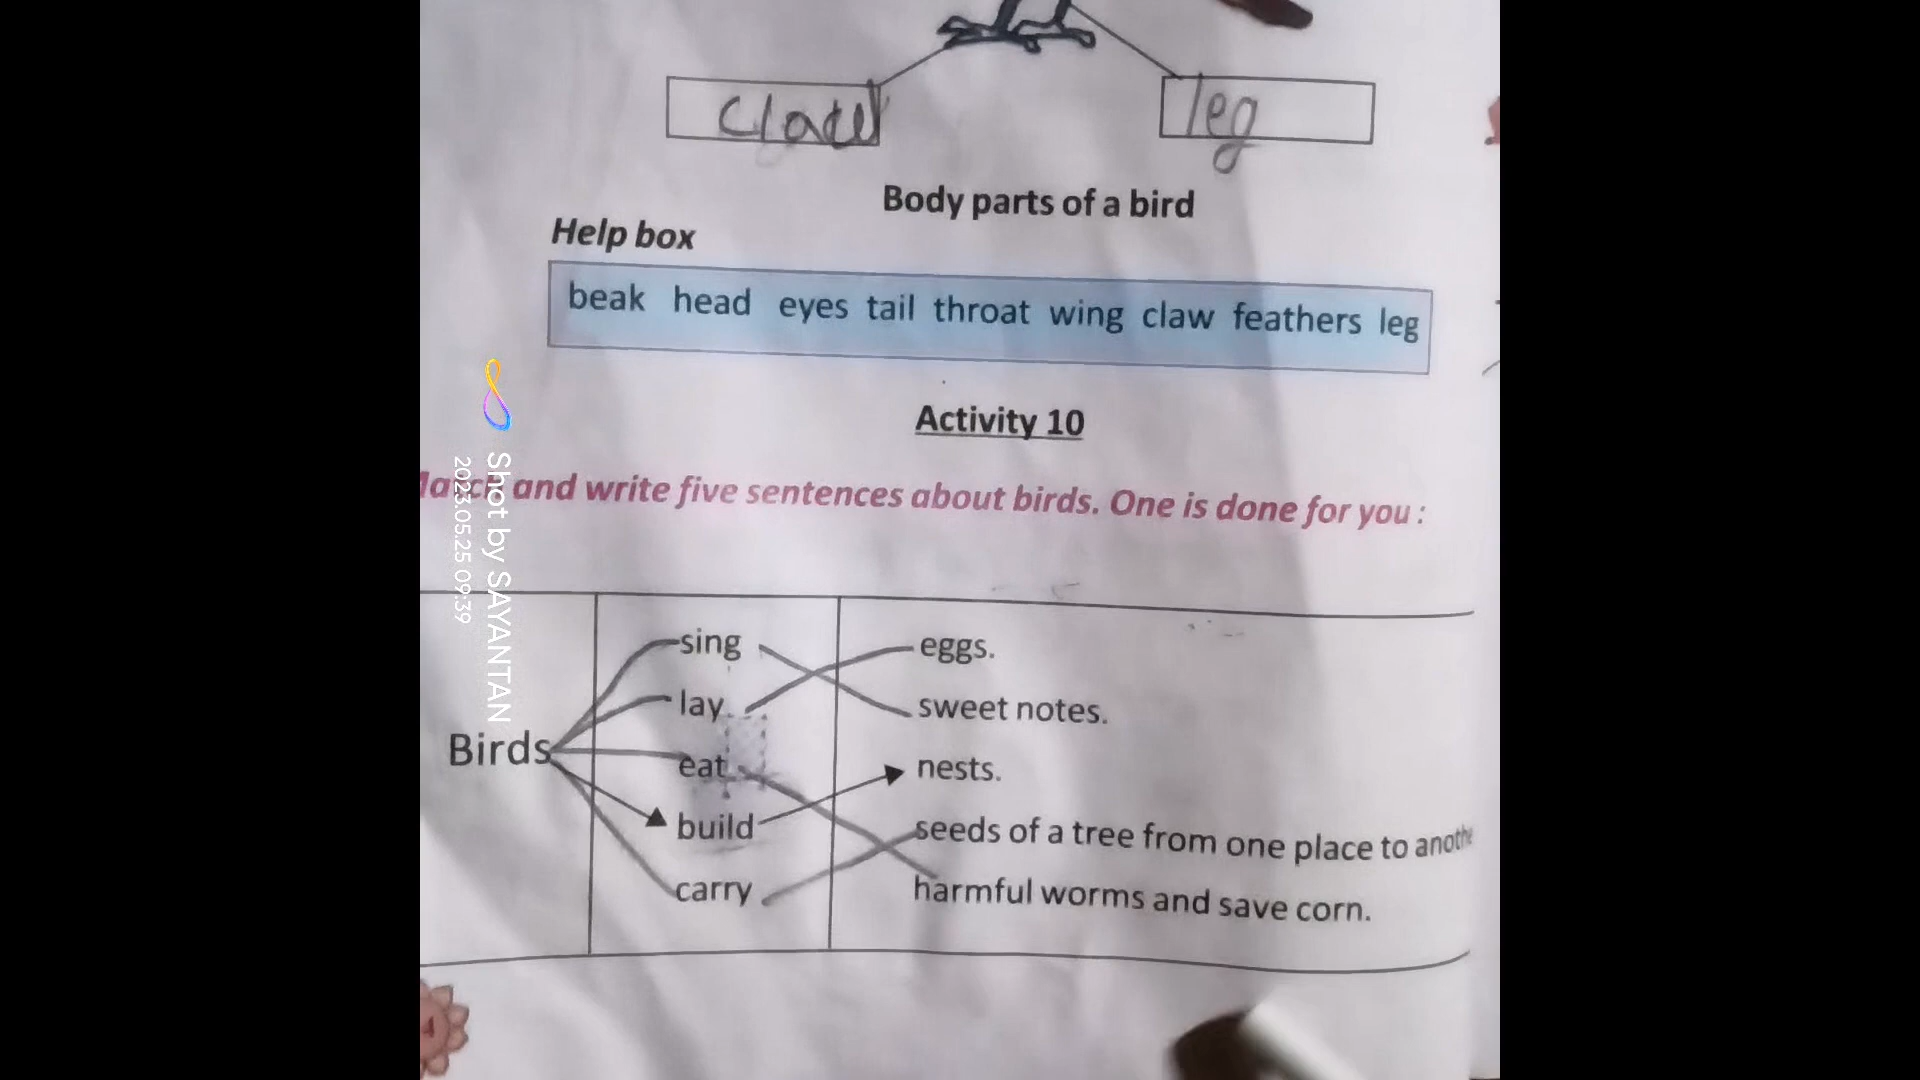 claw
leg
Body parts of a bird
Help box
beak head eyes tail throat wing claw feathers leg
Activity 10
and write five sentences about birds. One is done for you :
Birds
sing
lay
eat
build
carry
eggs.
sweet notes.
nests.
seeds of a tree from one place to
harmful worms and save corn.
Shot by SAYANTAN
2023.05.25 09:39